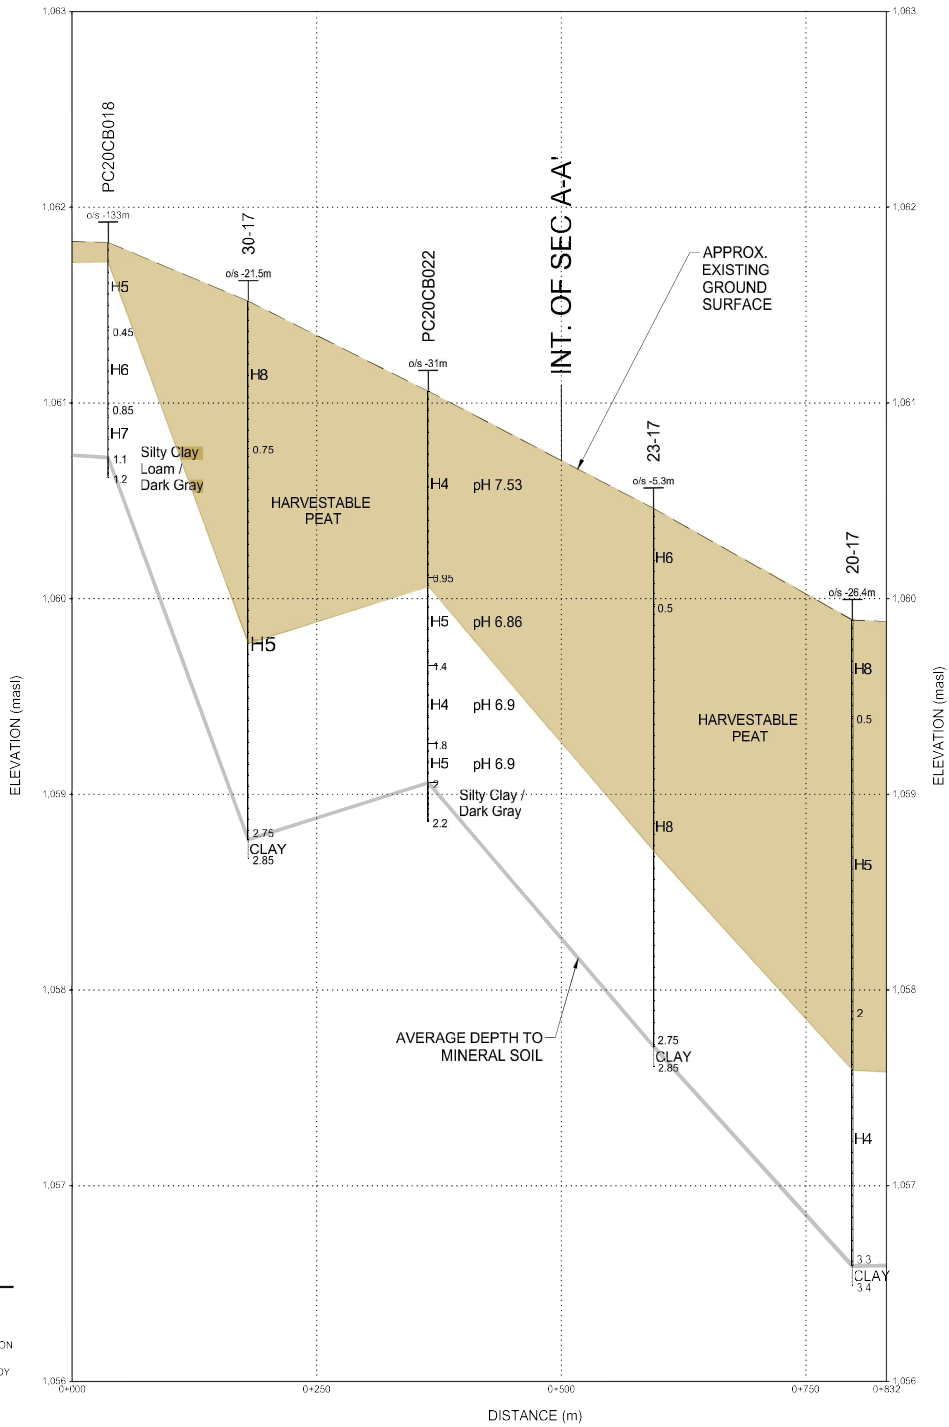 1,063
1,063
PC20CB018
o/s -133m
H5
0.45
H6
0.85
H7
1.1
1.2
Silty Clay
Loam /
Dark Gray
30-17
o/s -21.5m
H8
0.75
HARVESTABLE
PEAT
H5
2.75
CLAY
2.85
PC20CB022
o/s -31m
H4
pH 7.53
0.95
H5
pH 6.86
1.4
H4
pH 6.9
1.8
H5
pH 6.9
2
Silty Clay /
Dark Gray
2.2
INT. OF SEC A-A'
APPROX.
EXISTING
GROUND
SURFACE
23-17
o/s -5.3m
H6
0.5
H8
2.75
CLAY
2.85
HARVESTABLE
PEAT
20-17
o/s -26.4m
H8
0.5
H5
2
H4
3.3
CLAY
3.4
AVERAGE DEPTH TO
MINERAL SOIL
1,062
1,062
1,061
1,061
1,060
1,060
1,059
1,059
1,058
1,058
1,057
1,057
1,056
1,056
ELEVATION (masl)
ELEVATION (masl)
0+000
0+250
0+500
0+750
0+832
DISTANCE (m)
ON